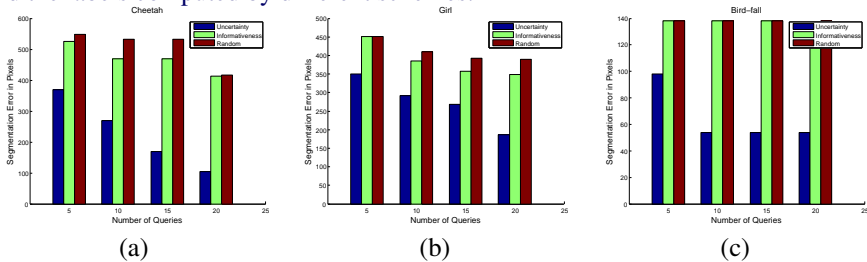 Cheetah
Uncertainty
Informativeness
Random
Segmentation Error in Pixels
600
500
400
300
200
100
0
5 10 15 20 25
Number of Queries
(a)
Girl
Uncertainty
Informativeness
Random
Segmentation Error in Pixels
500
450
400
350
300
250
200
150
100
50
0
5 10 15 20 25
Number of Queries
(b)
Bird-fall
Uncertainty
Informativeness
Random
Segmentation Error in Pixels
140
120
100
80
60
40
20
0
5 10 15 20 25
Number of Queries
(c)